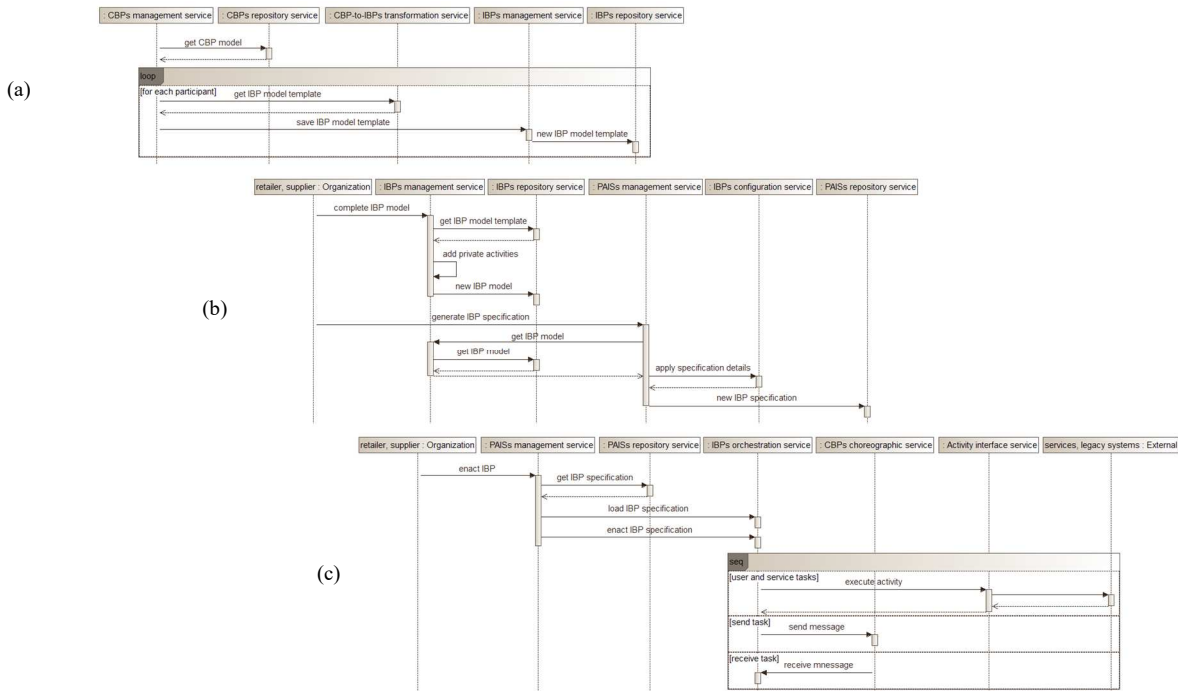 : CBPs management service
: CBPs repository service
: CBP-to-IBPs transformation service
: IBPs management service
: IBPs repository service
get CBP model
(a)
loop
[for each participant]
get IBP model template
save IBP model template
new IBP model template
retailer, supplier : Organization
: IBPs management service
: IBPs repository service
: PAISs management service
: IBPs configuration service
: PAISs repository service
complete IBP model
get IBP model template
add private activities
new IBP model
(b)
generate IBP specification
get IBP model
get IBP model
apply specification details
new IBP specification
retailer, supplier : Organization
: PAISs management service
: PAISs repository service
: IBPs orchestration service
: CBPs choreographic service
: Activity interface service
services, legacy systems : External
enact IBP
get IBP specification
load IBP specification
enact IBP specification
(c)
seq
[user and service tasks]
execute activity
[send task]
send message
[receive task]
receive mnessage